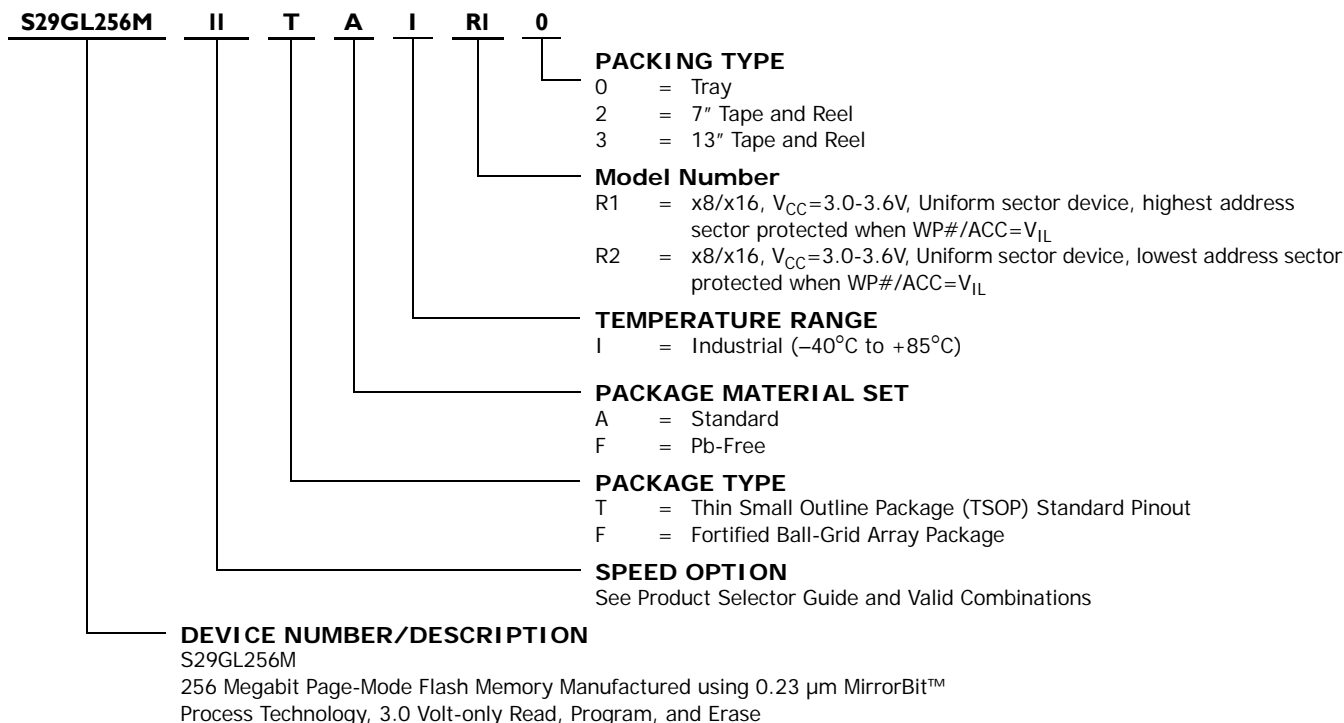 S29GL256M 11 T A I R1 0
PACKING TYPE
0 = Tray
2 = 7″ Tape and Reel
3 = 13″ Tape and Reel
Model Number
R1 = x8/x16, VCC=3.0-3.6V, Uniform sector device, highest address
sector protected when WP#/ACC=VIL
R2 = x8/x16, VCC=3.0-3.6V, Uniform sector device, lowest address sector
protected when WP#/ACC=VIL
TEMPERATURE RANGE
I = Industrial (–40°C to +85°C)
PACKAGE MATERIAL SET
A = Standard
F = Pb-Free
PACKAGE TYPE
T = Thin Small Outline Package (TSOP) Standard Pinout
F = Fortified Ball-Grid Array Package
SPEED OPTION
See Product Selector Guide and Valid Combinations
DEVICE NUMBER/DESCRIPTION
S29GL256M
256 Megabit Page-Mode Flash Memory Manufactured using 0.23 µm MirrorBit™
Process Technology, 3.0 Volt-only Read, Program, and Erase